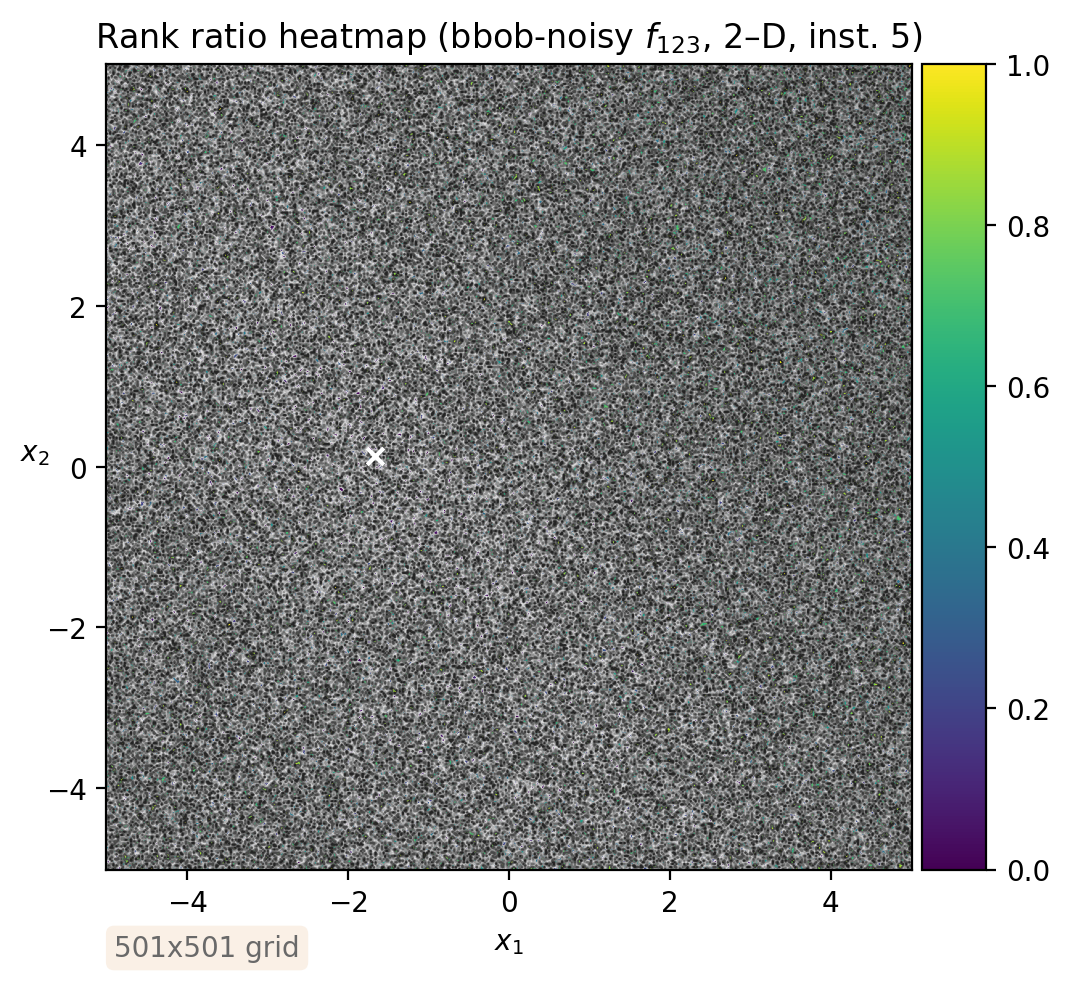 Rank ratio heatmap (bbob-noisy f₁₂₃, 2–D, inst. 5)
1.0
4
0.8
2
0.6
x₂
0
0.4
−2
0.2
−4
0.0
−4 −2 0 2 4
x₁
501x501 grid